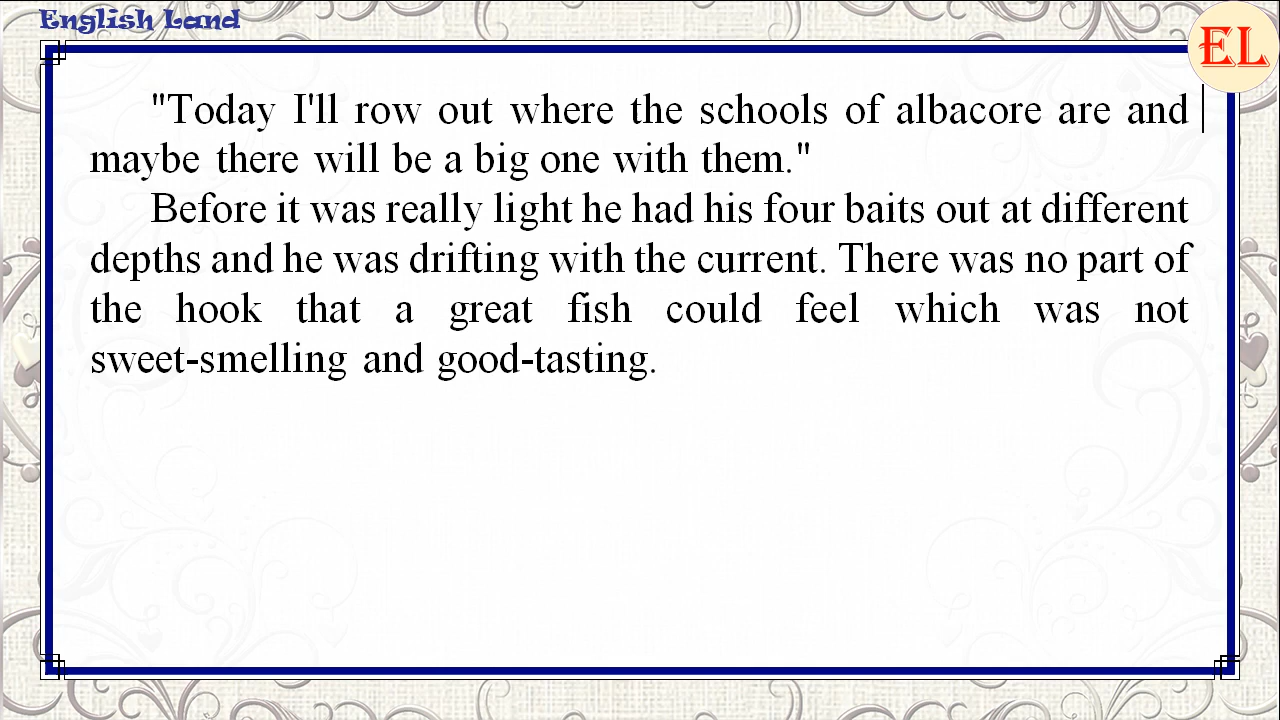 English Land
EL
"Today I'll row out where the schools of albacore are and
maybe there will be a big one with them."
Before it was really light he had his four baits out at different
depths and he was drifting with the current. There was no part of
the hook that a great fish could feel which was not
sweet-smelling and good-tasting.